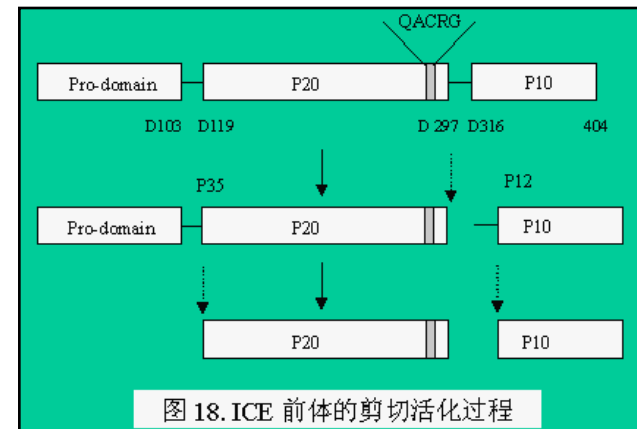 QACRG
Pro-domain P20 P10
D103 D119 D 297 D316 404
P35 P12
Pro-domain P20 P10
P20 P10
图 18. ICE 前体的剪切活化过程